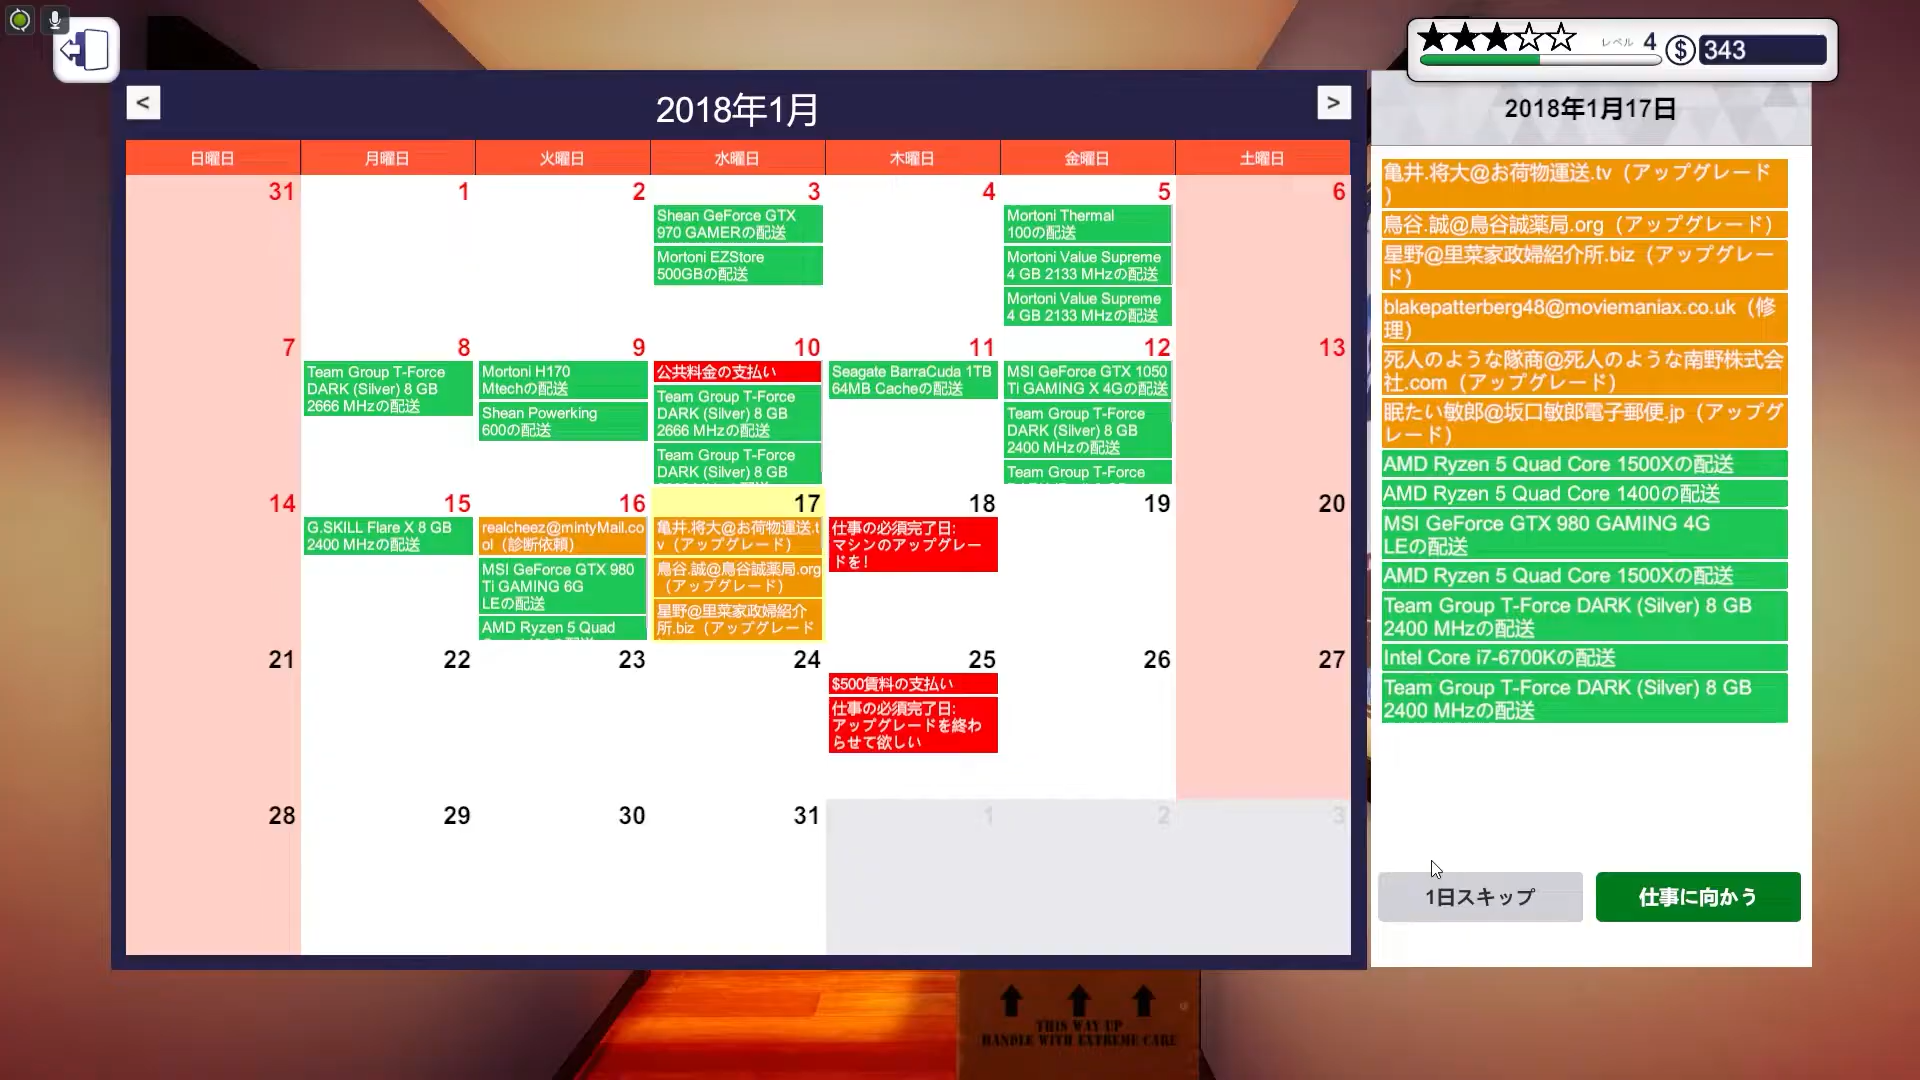 レベル 4
343
<
2018年1月
>
2018年1月17日
日曜日
月曜日
火曜日
水曜日
木曜日
金曜日
土曜日
31
1
2
3
4
5
6
Shean GeForce GTX
970 GAMERの配送
Mortoni EZStore
500GBの配送
Mortoni Thermal
100の配送
Mortoni Value Supreme
4 GB 2133 MHzの配送
Mortoni Value Supreme
4 GB 2133 MHzの配送
7
8
9
10
11
12
13
Team Group T-Force
DARK (Silver) 8 GB
2666 MHzの配送
Mortoni H170
Mtechの配送
Shean Powerking
600の配送
公共料金の支払い
Team Group T-Force
DARK (Silver) 8 GB
2666 MHzの配送
Team Group T-Force
DARK (Silver) 8 GB
Seagate BarraCuda 1TB
64MB Cacheの配送
MSI GeForce GTX 1050
Ti GAMING X 4Gの配送
Team Group T-Force
DARK (Silver) 8 GB
2400 MHzの配送
Team Group T-Force
14
15
16
17
18
19
20
G.SKILL Flare X 8 GB
2400 MHzの配送
realcheez@mintyMail.co
ol（診断依頼）
MSI GeForce GTX 980
Ti GAMING 6G
LEの配送
AMD Ryzen 5 Quad
亀井.将大@お荷物運送.t
v（アップグレード）
鳥谷.誠@鳥谷誠薬局.org
（アップグレード）
星野@里菜家政婦紹介
所.biz（アップグレード
仕事の必須完了日:
マシンのアップグレー
ドを!
21
22
23
24
25
26
27
$500賃料の支払い
仕事の必須完了日:
アップグレードを終わ
らせて欲しい
28
29
30
31
1
2
3
亀井.将大@お荷物運送.tv（アップグレード
）
鳥谷.誠@鳥谷誠薬局.org（アップグレード）
星野@里菜家政婦紹介所.biz（アップグレー
ド）
blakepatterberg48@moviemaniax.co.uk（修
理）
死人のような隊商@死人のような南野株式会
社.com（アップグレード）
眠たい敏郎@坂口敏郎電子郵便.jp（アップグ
レード）
AMD Ryzen 5 Quad Core 1500Xの配送
AMD Ryzen 5 Quad Core 1400の配送
MSI GeForce GTX 980 GAMING 4G
LEの配送
AMD Ryzen 5 Quad Core 1500Xの配送
Team Group T-Force DARK (Silver) 8 GB
2400 MHzの配送
Intel Core i7-6700Kの配送
Team Group T-Force DARK (Silver) 8 GB
2400 MHzの配送
1日スキップ
仕事に向かう
THIS WAY UP
HANDLE WITH EXTREME CARE